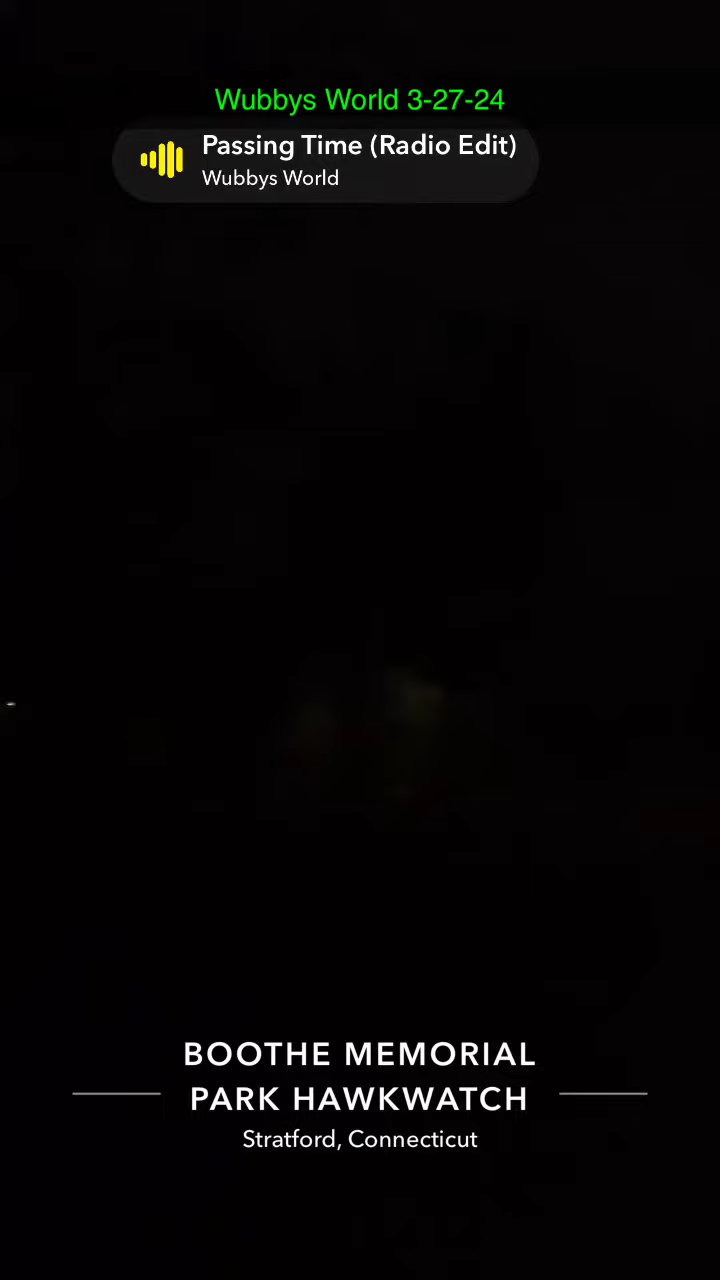 Wubbys World 3-27-24
Passing Time (Radio Edit)
Wubbys World
BOOTHE MEMORIAL
PARK HAWKWATCH
Stratford, Connecticut